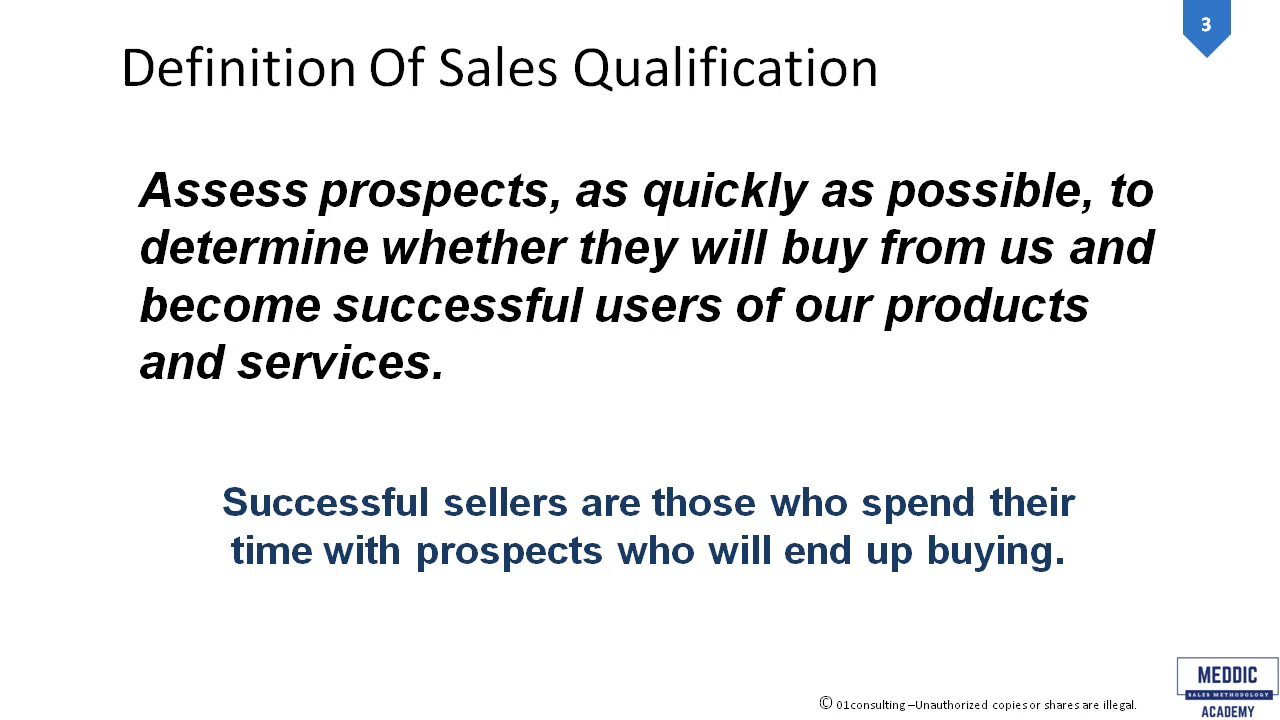 3
Definition Of Sales Qualification
Assess prospects, as quickly as possible, to
determine whether they will buy from us and
become successful users of our products
and services.
Successful sellers are those who spend their
time with prospects who will end up buying.
© 01consulting –Unauthorized copies or shares are illegal.
MEDDIC
SALES METHODOLOGY
ACADEMY